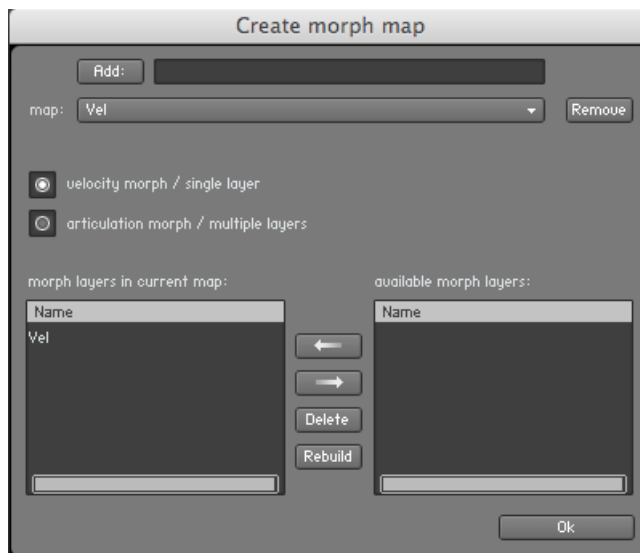 Create morph map
Add:
map: Vel Remove
velocity morph / single layer
articulation morph / multiple layers
morph layers in current map: available morph layers:
Name Name
Vel
Delete
Rebuild
Ok